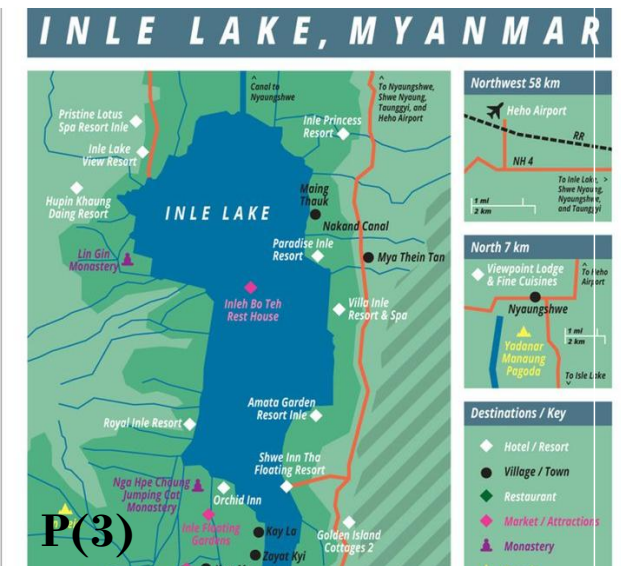 INLE LAKE, MYANMAR
Canal to
Nyaungshwe
To Nyaungshwe,
Shwe Nyaung,
Taunggyi, and
Heho Airport
Pristine Lotus
Spa Resort Inle
Inle Princess
Resort
Inle Lake
View Resort
Hupin Khaung
Daing Resort
INLE LAKE
Maing
Thauk
Nakand Canal
Lin Gin
Monastery
Paradise Inle
Resort
Mya Thein Tan
Inleh Bo Teh
Rest House
Villa Inle
Resort & Spa
Amata Garden
Resort Inle
Royal Inle Resort
Shwe Inn Tha
Floating Resort
Nga Hpe Chaung
Jumping Cat
Monastery
Orchid Inn
Inle Floating
Gardens
Kay La
Golden Island
Cottages 2
Zayat Kyi
P(3)
Northwest 58 km
Heho Airport
RR
NH 4
To Inle Lake, >
Shwe Nyaung,
Nyaungshwe,
and Taunggyi
1 mi
2 km
North 7 km
Viewpoint Lodge
& Fine Cuisines
To Heho
Airport
Nyaungshwe
1 mi
2 km
Yadanar
Manaung
Pagoda
To Isle Lake
Destinations / Key
Hotel / Resort
Village / Town
Restaurant
Market / Attractions
Monastery